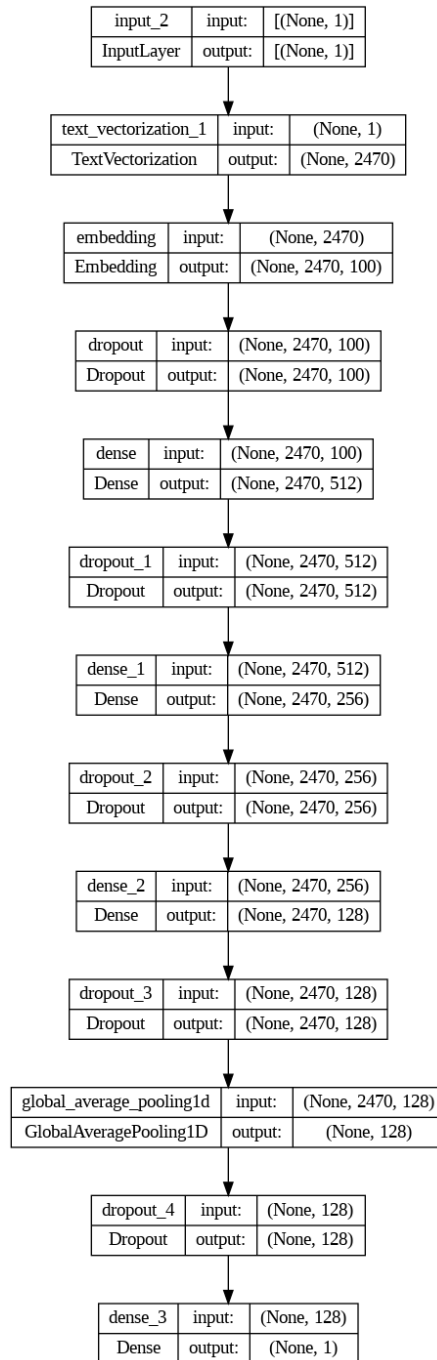 input_2 input: [(None, 1)]
InputLayer output: [(None, 1)]
text_vectorization_1 input: (None, 1)
TextVectorization output: (None, 2470)
embedding input: (None, 2470)
Embedding output: (None, 2470, 100)
dropout input: (None, 2470, 100)
Dropout output: (None, 2470, 100)
dense input: (None, 2470, 100)
Dense output: (None, 2470, 512)
dropout_1 input: (None, 2470, 512)
Dropout output: (None, 2470, 512)
dense_1 input: (None, 2470, 512)
Dense output: (None, 2470, 256)
dropout_2 input: (None, 2470, 256)
Dropout output: (None, 2470, 256)
dense_2 input: (None, 2470, 256)
Dense output: (None, 2470, 128)
dropout_3 input: (None, 2470, 128)
Dropout output: (None, 2470, 128)
global_average_pooling1d input: (None, 2470, 128)
GlobalAveragePooling1D output: (None, 128)
dropout_4 input: (None, 128)
Dropout output: (None, 128)
dense_3 input: (None, 128)
Dense output: (None, 1)